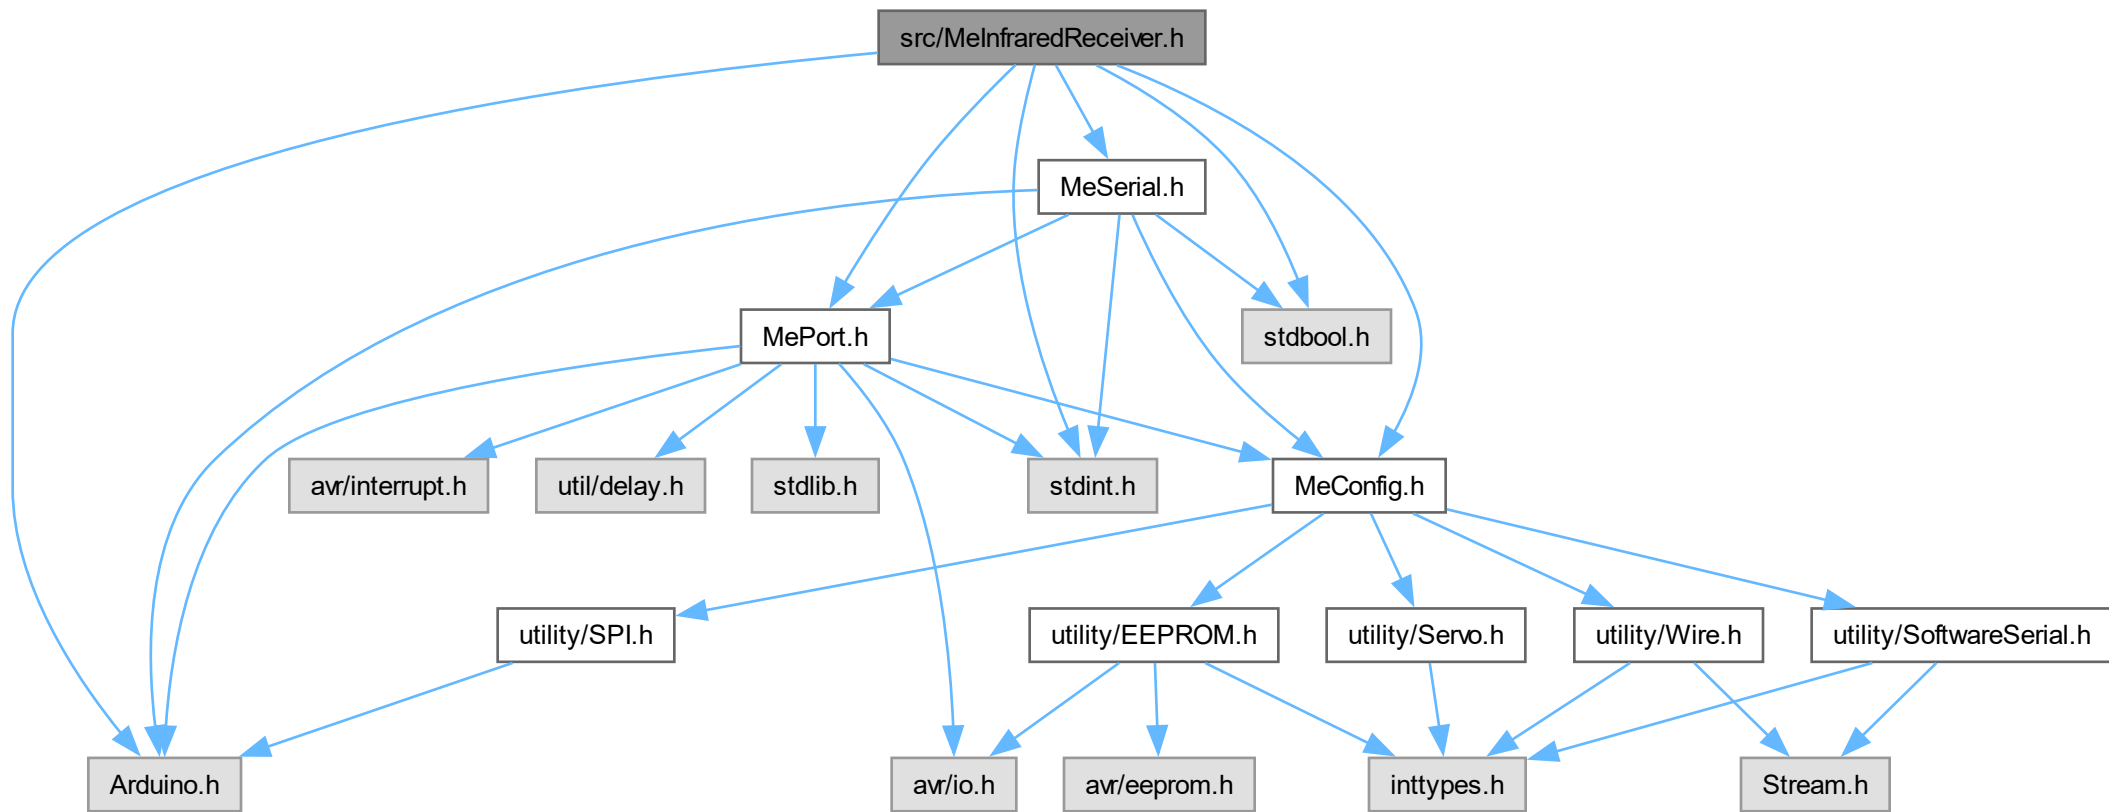 src/MeInfraredReceiver.h
MeSerial.h
MePort.h
stdbool.h
avr/interrupt.h
util/delay.h
stdlib.h
stdint.h
MeConfig.h
utility/SPI.h
utility/EEPROM.h
utility/Servo.h
utility/Wire.h
utility/SoftwareSerial.h
Arduino.h
avr/io.h
avr/eeprom.h
inttypes.h
Stream.h